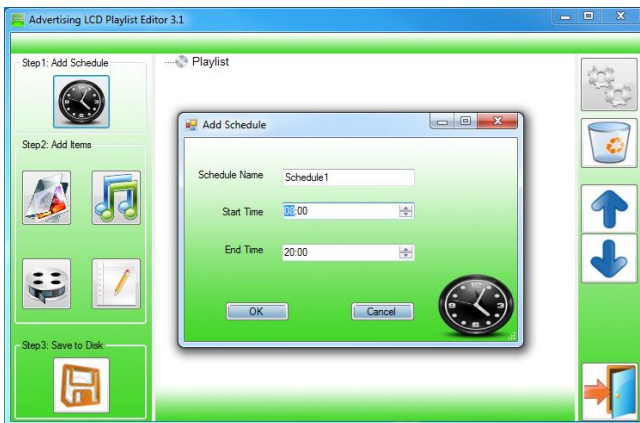 Advertising LCD Playlist Editor 3.1
Step1: Add Schedule
Playlist
Add Schedule
Step2: Add Items
Schedule Name Schedule1
Start Time 08:00
End Time 20:00
OK Cancel
Step3: Save to Disk